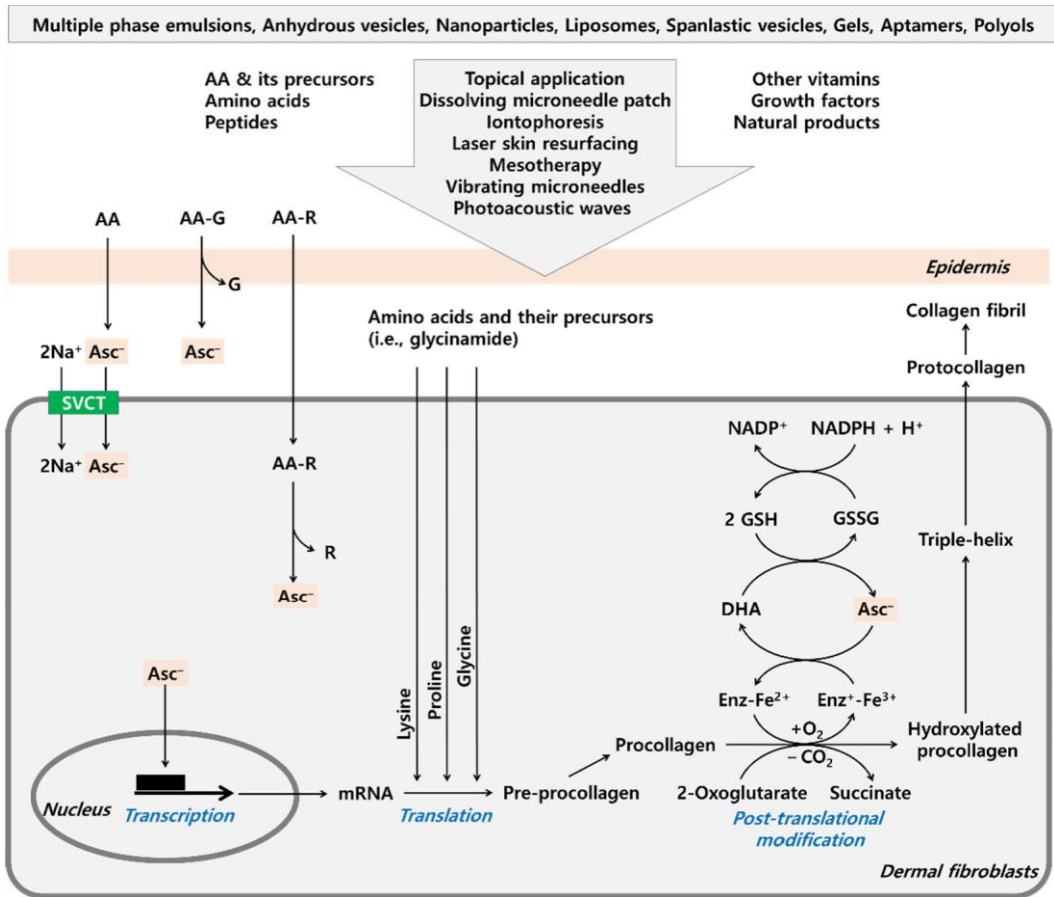 Multiple phase emulsions, Anhydrous vesicles, Nanoparticles, Liposomes, Spanlastic vesicles, Gels, Aptamers, Polyols
AA & its precursors
Amino acids
Peptides
Topical application
Dissolving microneedle patch
Iontophoresis
Laser skin resurfacing
Mesotherapy
Vibrating microneedles
Photoacoustic waves
Other vitamins
Growth factors
Natural products
AA
AA-G
AA-R
G
Epidermis
Amino acids and their precursors
(i.e., glycinamide)
Collagen fibril
2Na⁺
Asc⁻
Asc⁻
Protocollagen
SVCT
2Na⁺
Asc⁻
AA-R
R
Asc⁻
NADP⁺
NADPH + H⁺
2 GSH
GSSG
Triple-helix
DHA
Asc⁻
Asc⁻
Lysine
Proline
Glycine
Enz-Fe²⁺
Enz⁺-Fe³⁺
+O₂
– CO₂
Procollagen
Hydroxylated
procollagen
Nucleus
Transcription
mRNA
Translation
Pre-procollagen
2-Oxoglutarate
Succinate
Post-translational
modification
Dermal fibroblasts